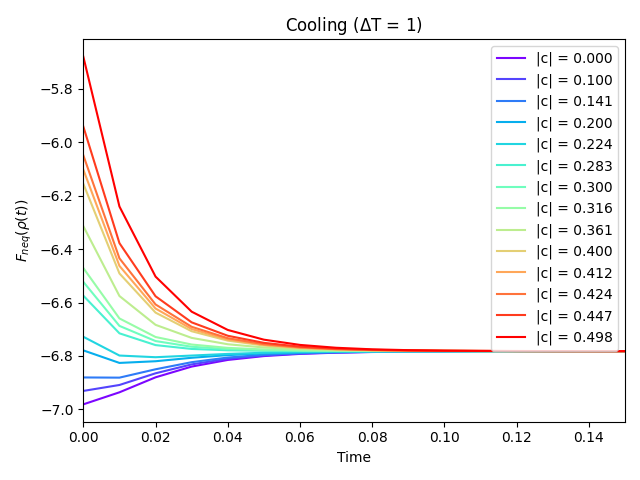 Cooling (ΔT = 1)
F_neq(ρ(t))
−5.8
−6.0
−6.2
−6.4
−6.6
−6.8
−7.0
|c| = 0.000
|c| = 0.100
|c| = 0.141
|c| = 0.200
|c| = 0.224
|c| = 0.283
|c| = 0.300
|c| = 0.316
|c| = 0.361
|c| = 0.400
|c| = 0.412
|c| = 0.424
|c| = 0.447
|c| = 0.498
0.00 0.02 0.04 0.06 0.08 0.10 0.12 0.14
Time